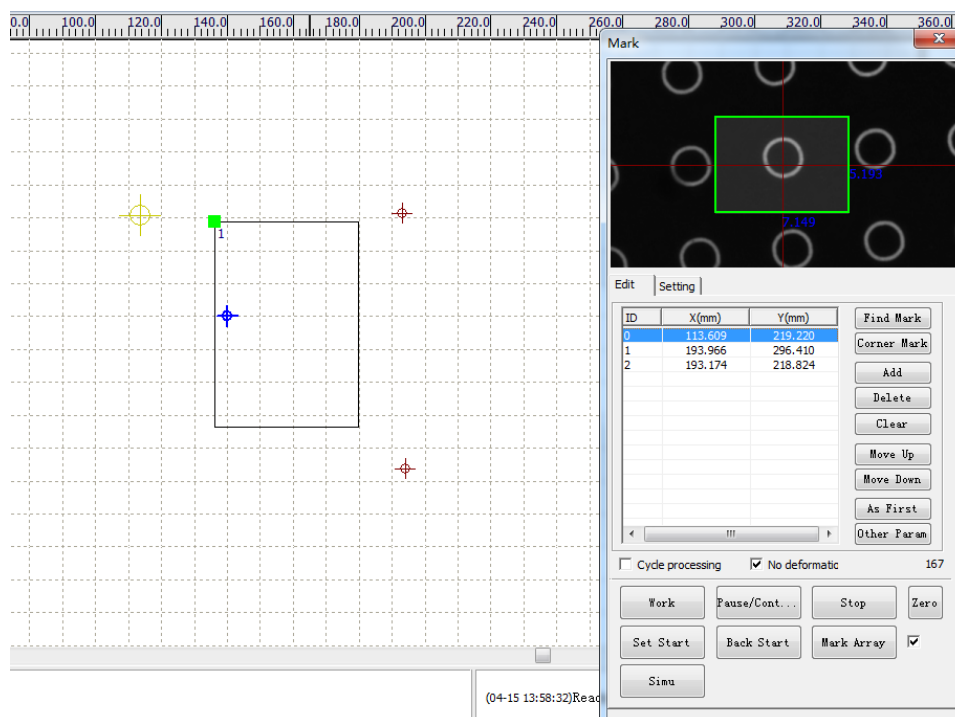 0.0 100.0 120.0 140.0 160.0 180.0 200.0 220.0 240.0 260.0 280.0 300.0 320.0 340.0 360.0
Mark
5.193
7.149
1
Edit Setting
ID X(mm) Y(mm)
0 113.609 219.220
1 193.966 296.410
2 193.174 218.824
Find Mark
Corner Mark
Add
Delete
Clear
Move Up
Move Down
As First
Other Param
Cycle processing No deformatic 167
Work Pause/Cont... Stop Zero
Set Start Back Start Mark Array
Simu
(04-15 13:58:32)Read